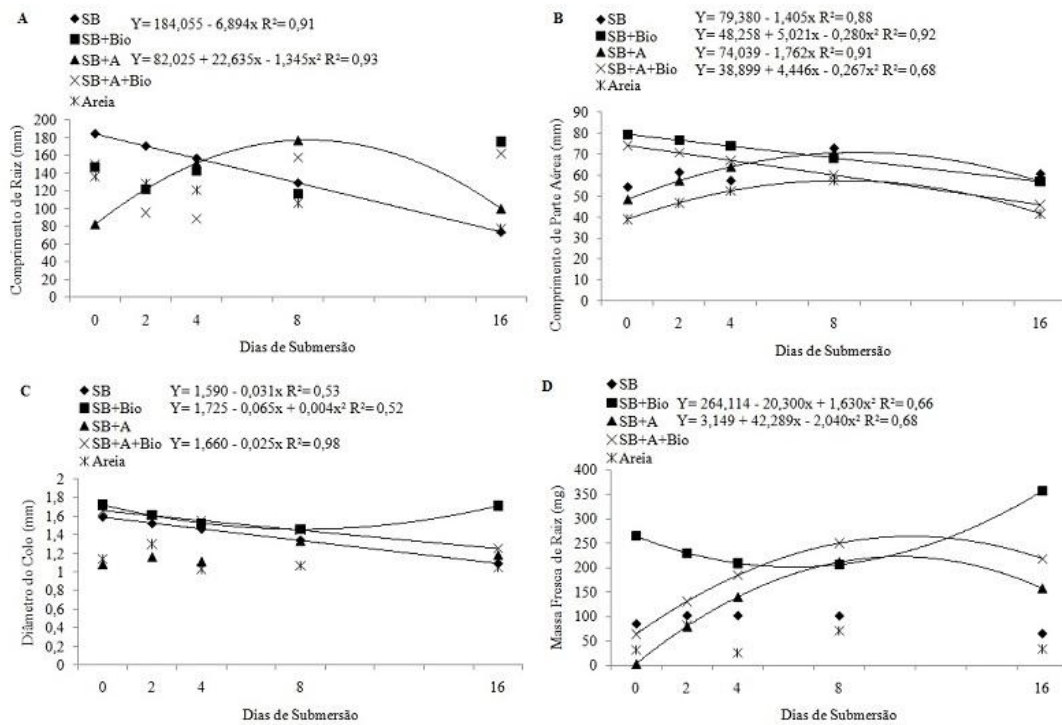 A
SB Y= 184,055 - 6,894x R²= 0,91
SB+Bio
SB+A Y= 82,025 + 22,635x - 1,345x² R²= 0,93
SB+A+Bio
Areia
Comprimento de Raiz (mm)
200
180
160
140
120
100
80
60
40
20
0
0 2 4 8 16
Dias de Submersão
B
SB Y= 79,380 - 1,405x R²= 0,88
SB+Bio Y= 48,258 + 5,021x - 0,280x² R²= 0,92
SB+A Y= 74,039 - 1,762x R²= 0,91
SB+A+Bio Y= 38,899 + 4,446x - 0,267x² R²= 0,68
Areia
Comprimento de Parte Aérea (mm)
90
80
70
60
50
40
30
20
10
0
0 2 4 8 16
Dias de Submersão
C
SB Y= 1,590 - 0,031x R²= 0,53
SB+Bio Y= 1,725 - 0,065x + 0,004x² R²= 0,52
SB+A
SB+A+Bio Y= 1,660 - 0,025x R²= 0,98
Areia
Diâmetro do Colo (mm)
2
1,8
1,6
1,4
1,2
1
0,8
0,6
0,4
0,2
0
0 2 4 8 16
Dias de Submersão
D
SB
SB+Bio Y= 264,114 - 20,300x + 1,630x² R²= 0,66
SB+A Y= 3,149 + 42,289x - 2,040x² R²= 0,68
SB+A+Bio
Areia
Massa Fresca de Raiz (mg)
400
350
300
250
200
150
100
50
0
0 2 4 8 16
Dias de Submersão